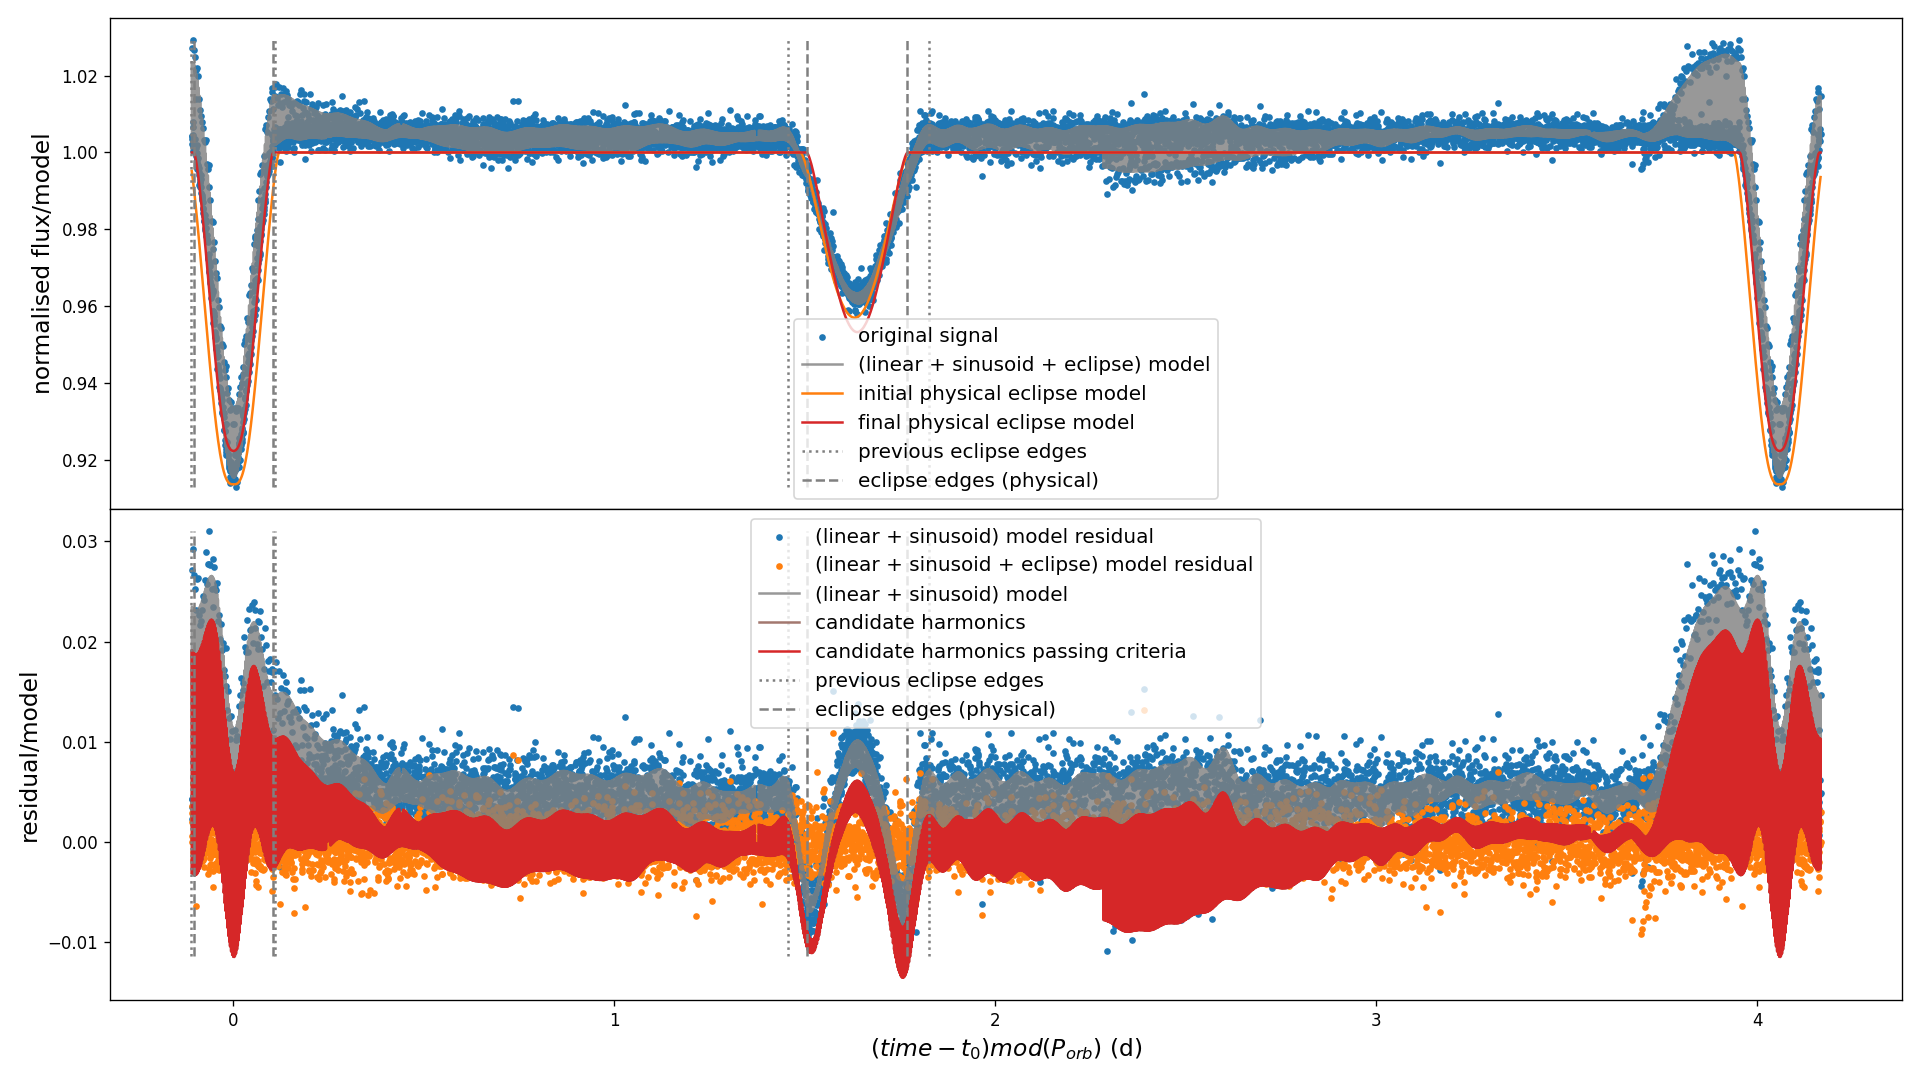 1.02
1.00
0.98
0.96
0.94
0.92
normalised flux/model
original signal
(linear + sinusoid + eclipse) model
initial physical eclipse model
final physical eclipse model
previous eclipse edges
eclipse edges (physical)
0.03
0.02
0.01
0.00
−0.01
residual/model
(linear + sinusoid) model residual
(linear + sinusoid + eclipse) model residual
(linear + sinusoid) model
candidate harmonics
candidate harmonics passing criteria
previous eclipse edges
eclipse edges (physical)
0 1 2 3 4
(time − t₀)mod(P_orb) (d)